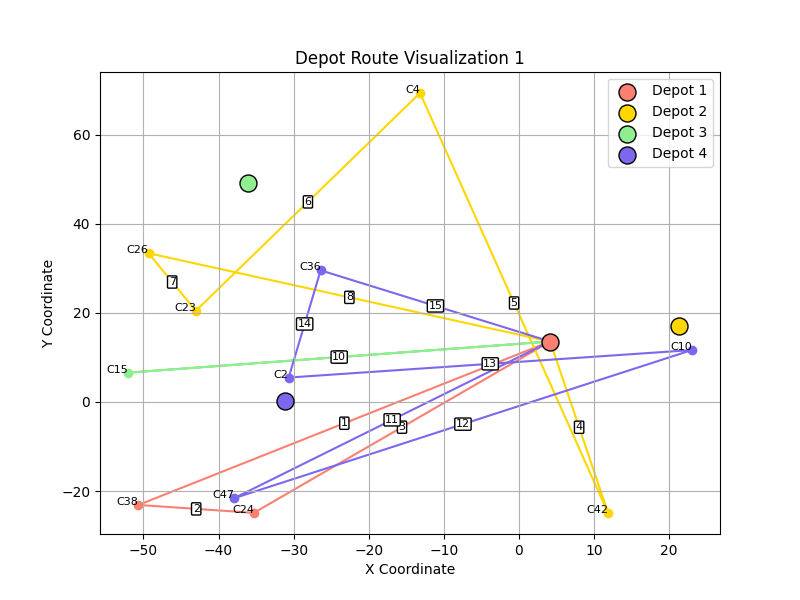 Depot Route Visualization 1
Depot 1
Depot 2
Depot 3
Depot 4
Y Coordinate
60
40
20
0
−20
C4
6
C26
7
C23
8
C36
15
14
5
C10
C15
10
C2
13
1
11
3
12
4
C38
2
C47
C24
C42
−50
−40
−30
−20
−10
0
10
20
X Coordinate